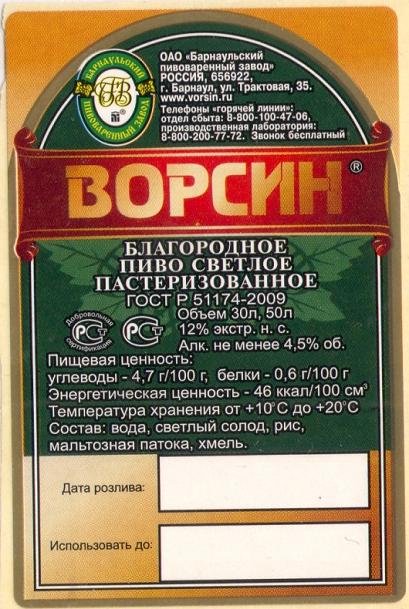 БАРНАУЛЬСКИЙ
ПИВОВАРЕННЫЙ ЗАВОД
ОАО «Барнаульский
пивоваренный завод»
РОССИЯ, 656922,
г. Барнаул, ул. Трактовая, 35.
www.vorsin.ru
Телефоны «горячей линии»:
отдел сбыта: 8-800-100-47-06,
производственная лаборатория:
8-800-200-77-72. Звонок бесплатный
ВОРСИН®
БЛАГОРОДНОЕ
ПИВО СВЕТЛОЕ
ПАСТЕРИЗОВАННОЕ
ГОСТ Р 51174-2009
Объем 30л, 50л
12% экстр. н. с.
Алк. не менее 4,5% об.
Добровольная
сертификация
Пищевая ценность:
углеводы - 4,7 г/100 г, белки - 0,6 г/100 г
Энергетическая ценность - 46 ккал/100 см³
Температура хранения от +10°С до +20°С
Состав: вода, светлый солод, рис,
мальтозная патока, хмель.
Дата розлива:
Использовать до: